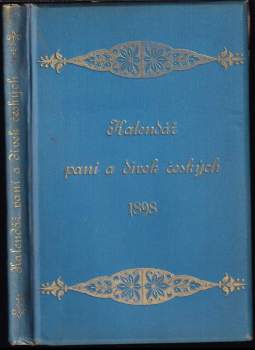 Kalendář paní a dívek českých
Kalendář
paní a dívek českých
1898